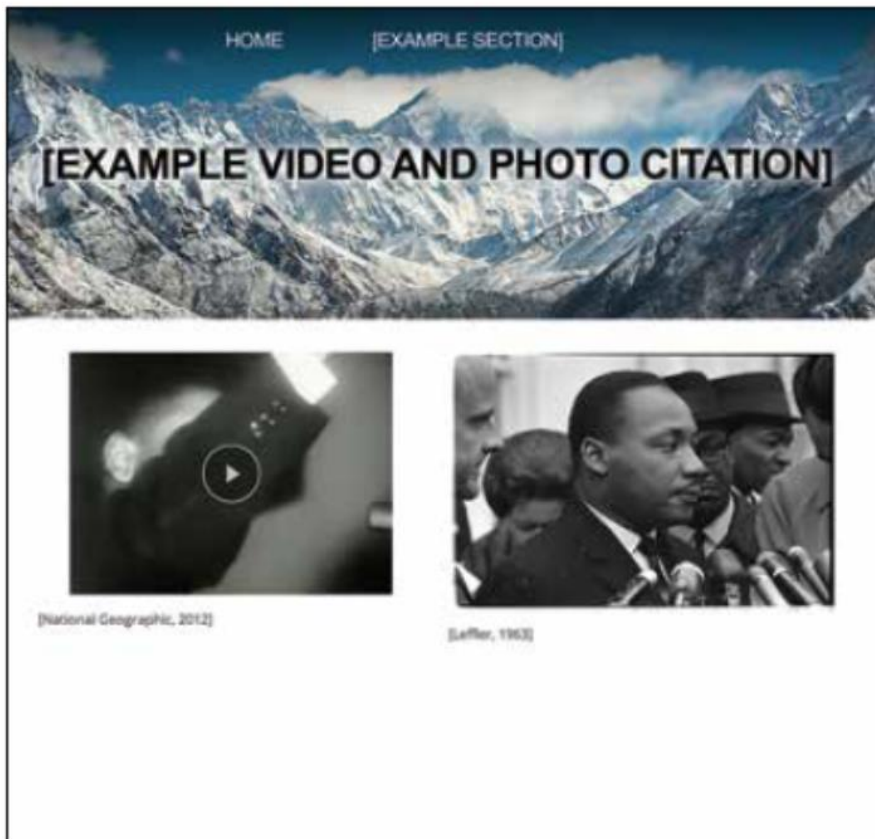 HOME [EXAMPLE SECTION]
[EXAMPLE VIDEO AND PHOTO CITATION]
[National Geographic, 2012]
[Leffler, 1963]